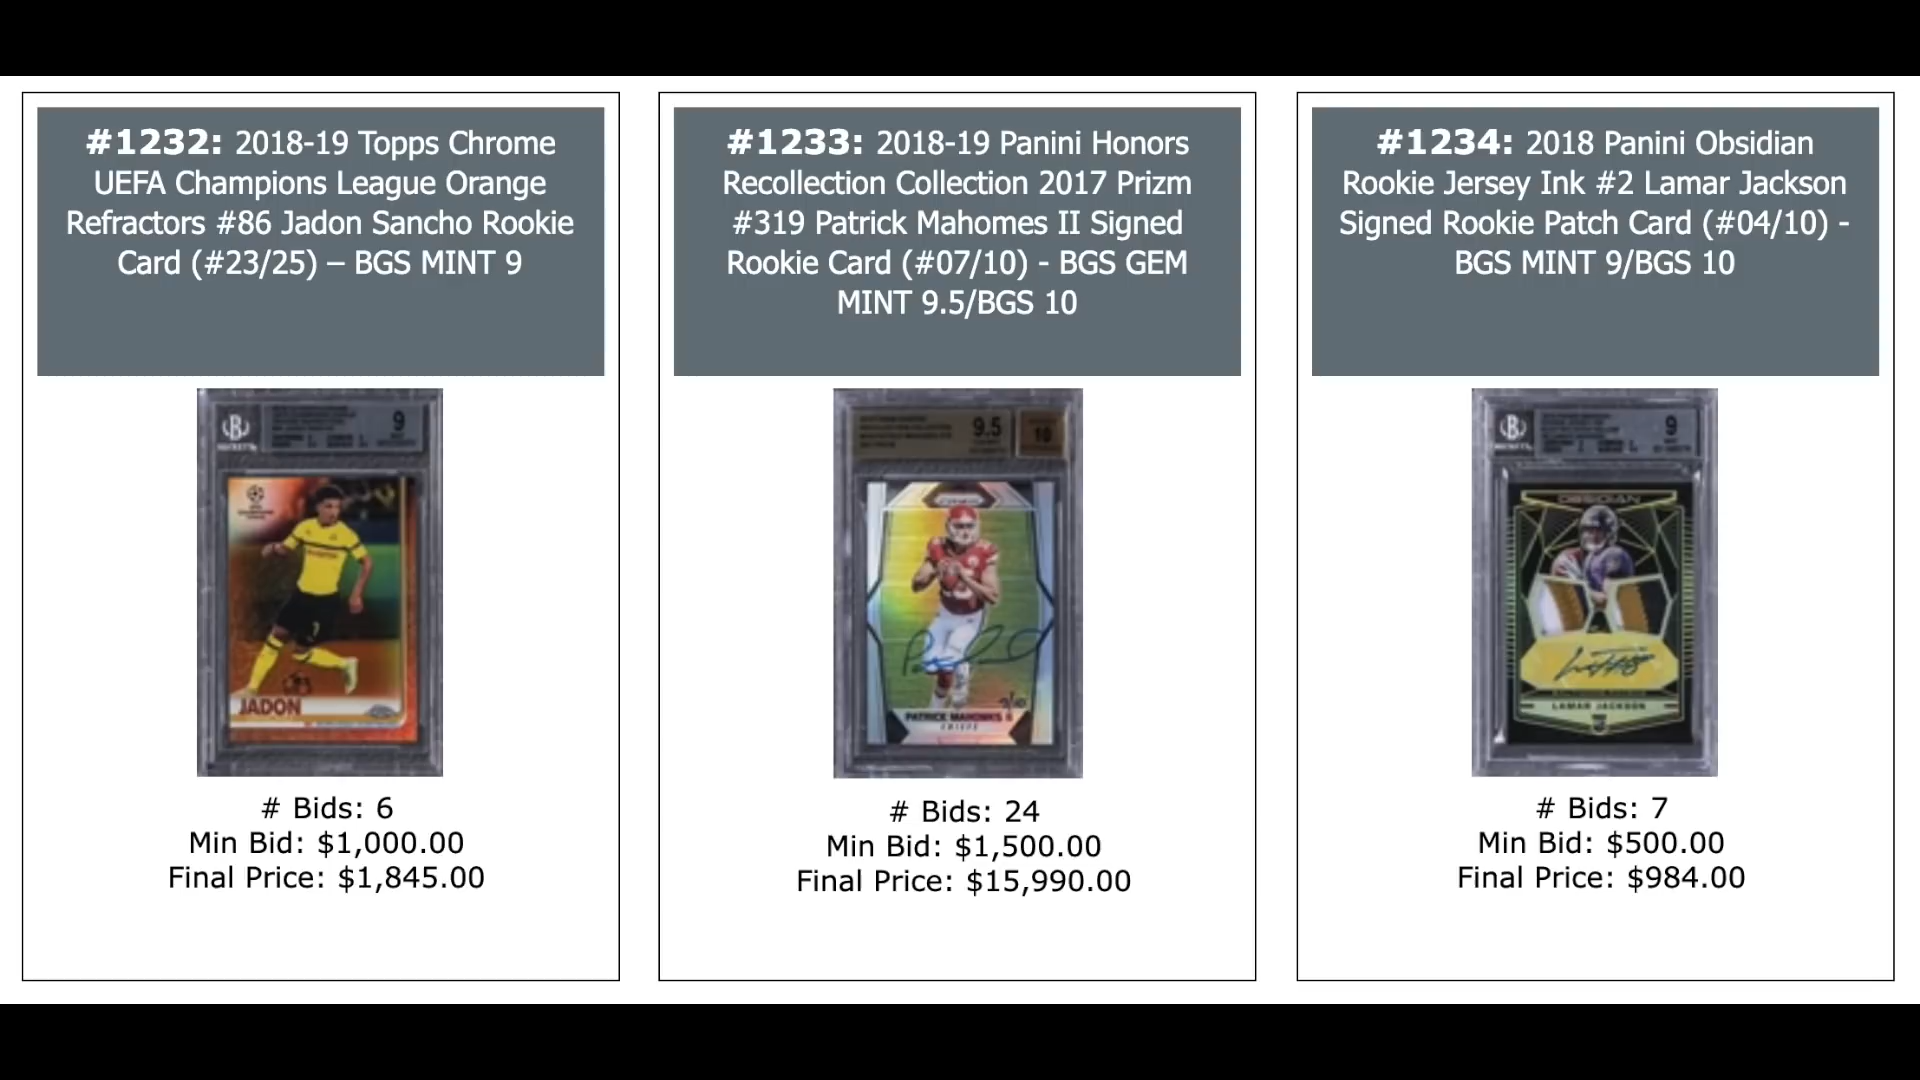 #1232: 2018-19 Topps Chrome
UEFA Champions League Orange
Refractors #86 Jadon Sancho Rookie
Card (#23/25) – BGS MINT 9
9
JADON
# Bids: 6
Min Bid: $1,000.00
Final Price: $1,845.00
#1233: 2018-19 Panini Honors
Recollection Collection 2017 Prizm
#319 Patrick Mahomes II Signed
Rookie Card (#07/10) - BGS GEM
MINT 9.5/BGS 10
9.5
10
PATRICK MAHOMES II
CHIEFS
# Bids: 24
Min Bid: $1,500.00
Final Price: $15,990.00
#1234: 2018 Panini Obsidian
Rookie Jersey Ink #2 Lamar Jackson
Signed Rookie Patch Card (#04/10) -
BGS MINT 9/BGS 10
9
OBSIDIAN
LAMAR JACKSON
# Bids: 7
Min Bid: $500.00
Final Price: $984.00